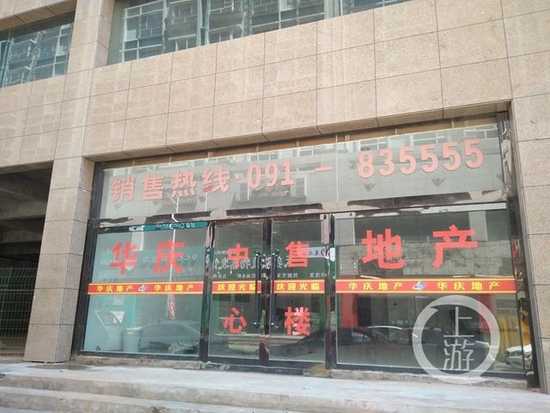 销售热线·091 - 835555
华庆 中售 地产
华庆地产 华庆地产 欢迎光临 欢迎光临 华庆地产 华庆地产
心楼
上游